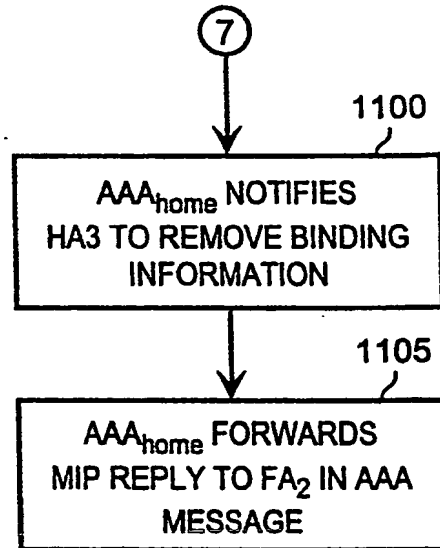 7
1100
AAAhome NOTIFIES
HA3 TO REMOVE BINDING
INFORMATION
1105
AAAhome FORWARDS
MIP REPLY TO FA2 IN AAA
MESSAGE